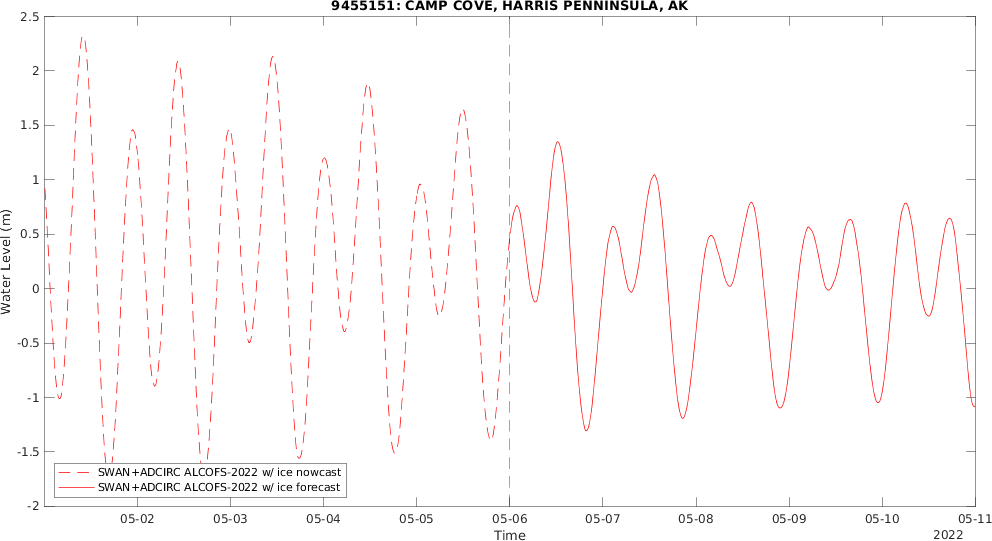 9455151: CAMP COVE, HARRIS PENNINSULA, AK
2.5
2
1.5
1
0.5
0
-0.5
-1
-1.5
-2
Water Level (m)
SWAN+ADCIRC ALCOFS-2022 w/ ice nowcast
SWAN+ADCIRC ALCOFS-2022 w/ ice forecast
05-02 05-03 05-04 05-05 05-06 05-07 05-08 05-09 05-10 05-11
Time
2022